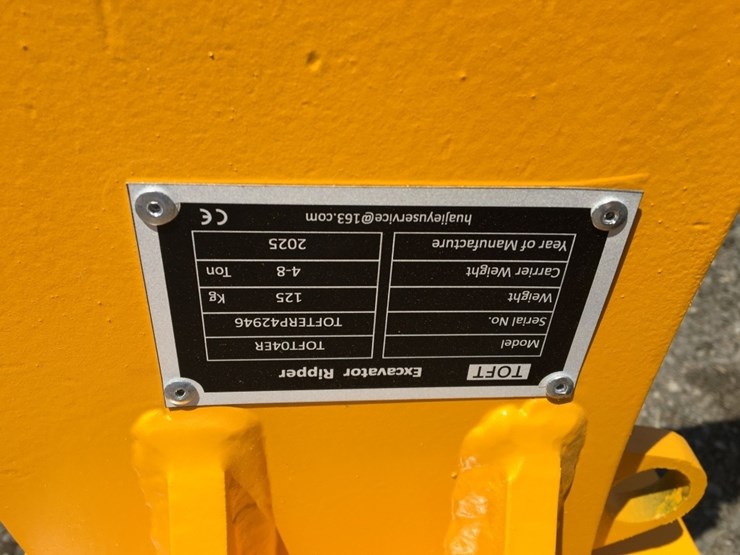 TOFT Excavator Ripper
Model TOFT04ER
Serial No. TOFTERP42946
Weight 125 Kg
Carrier Weight 4-8 Ton
Year of Manufacture 2025
huajieyuservice@163.com CE